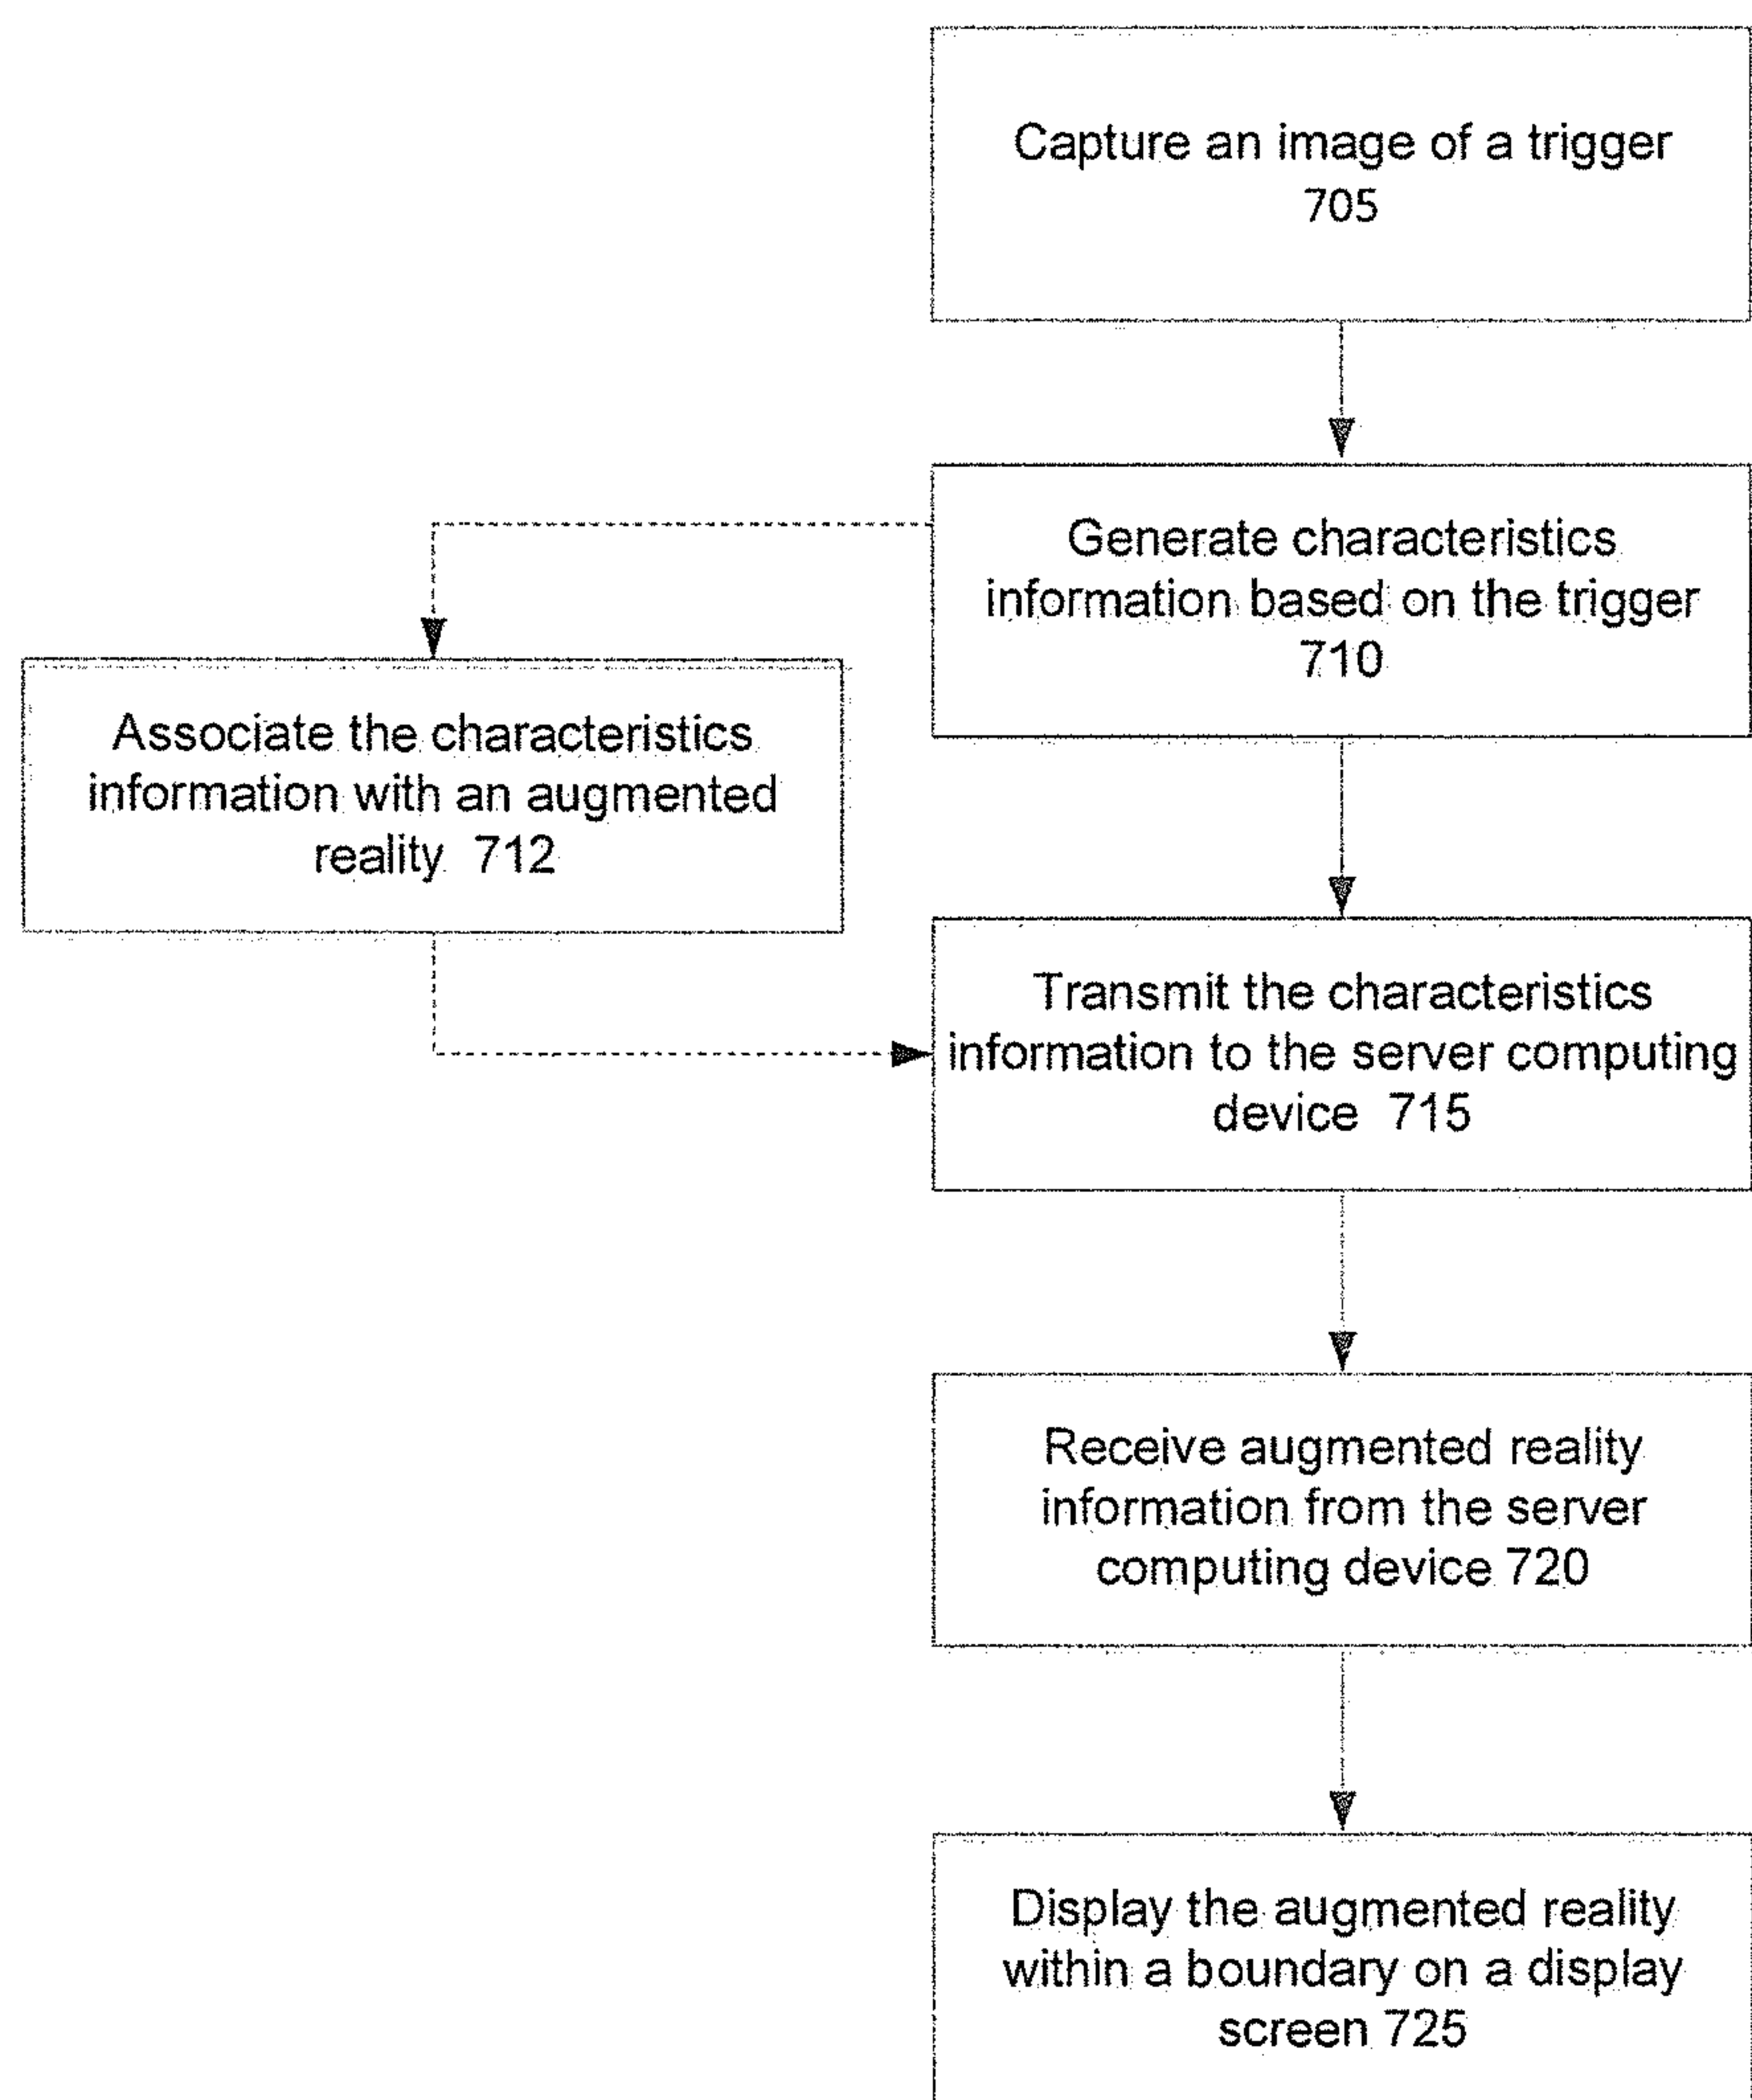 Capture an image of a trigger
705
Generate characteristics
information based on the trigger
710
Associate the characteristics
information with an augmented
reality 712
Transmit the characteristics
information to the server computing
device 715
Receive augmented reality
information from the server
computing device 720
Display the augmented reality
within a boundary on a display
screen 725